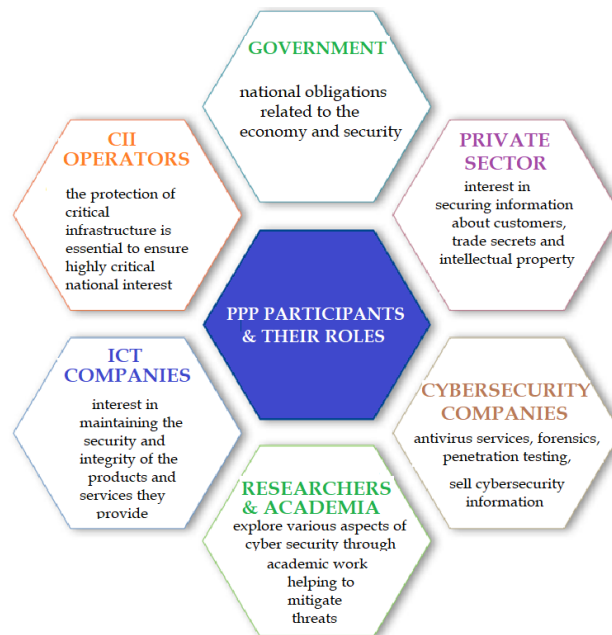 GOVERNMENT
national obligations
related to the
economy and security
CII
OPERATORS
the protection of
critical
infrastructure is
essential to ensure
highly critical
national interest
PRIVATE
SECTOR
interest in
securing information
about customers,
trade secrets and
intellectual property
PPP PARTICIPANTS
& THEIR ROLES
ICT
COMPANIES
interest in
maintaining the
security and
integrity of the
products and
services they
provide
CYBERSECURITY
COMPANIES
antivirus services, forensics,
penetration testing,
sell cybersecurity
information
RESEARCHERS
& ACADEMIA
explore various aspects of
cyber security through
academic work
helping to
mitigate
threats